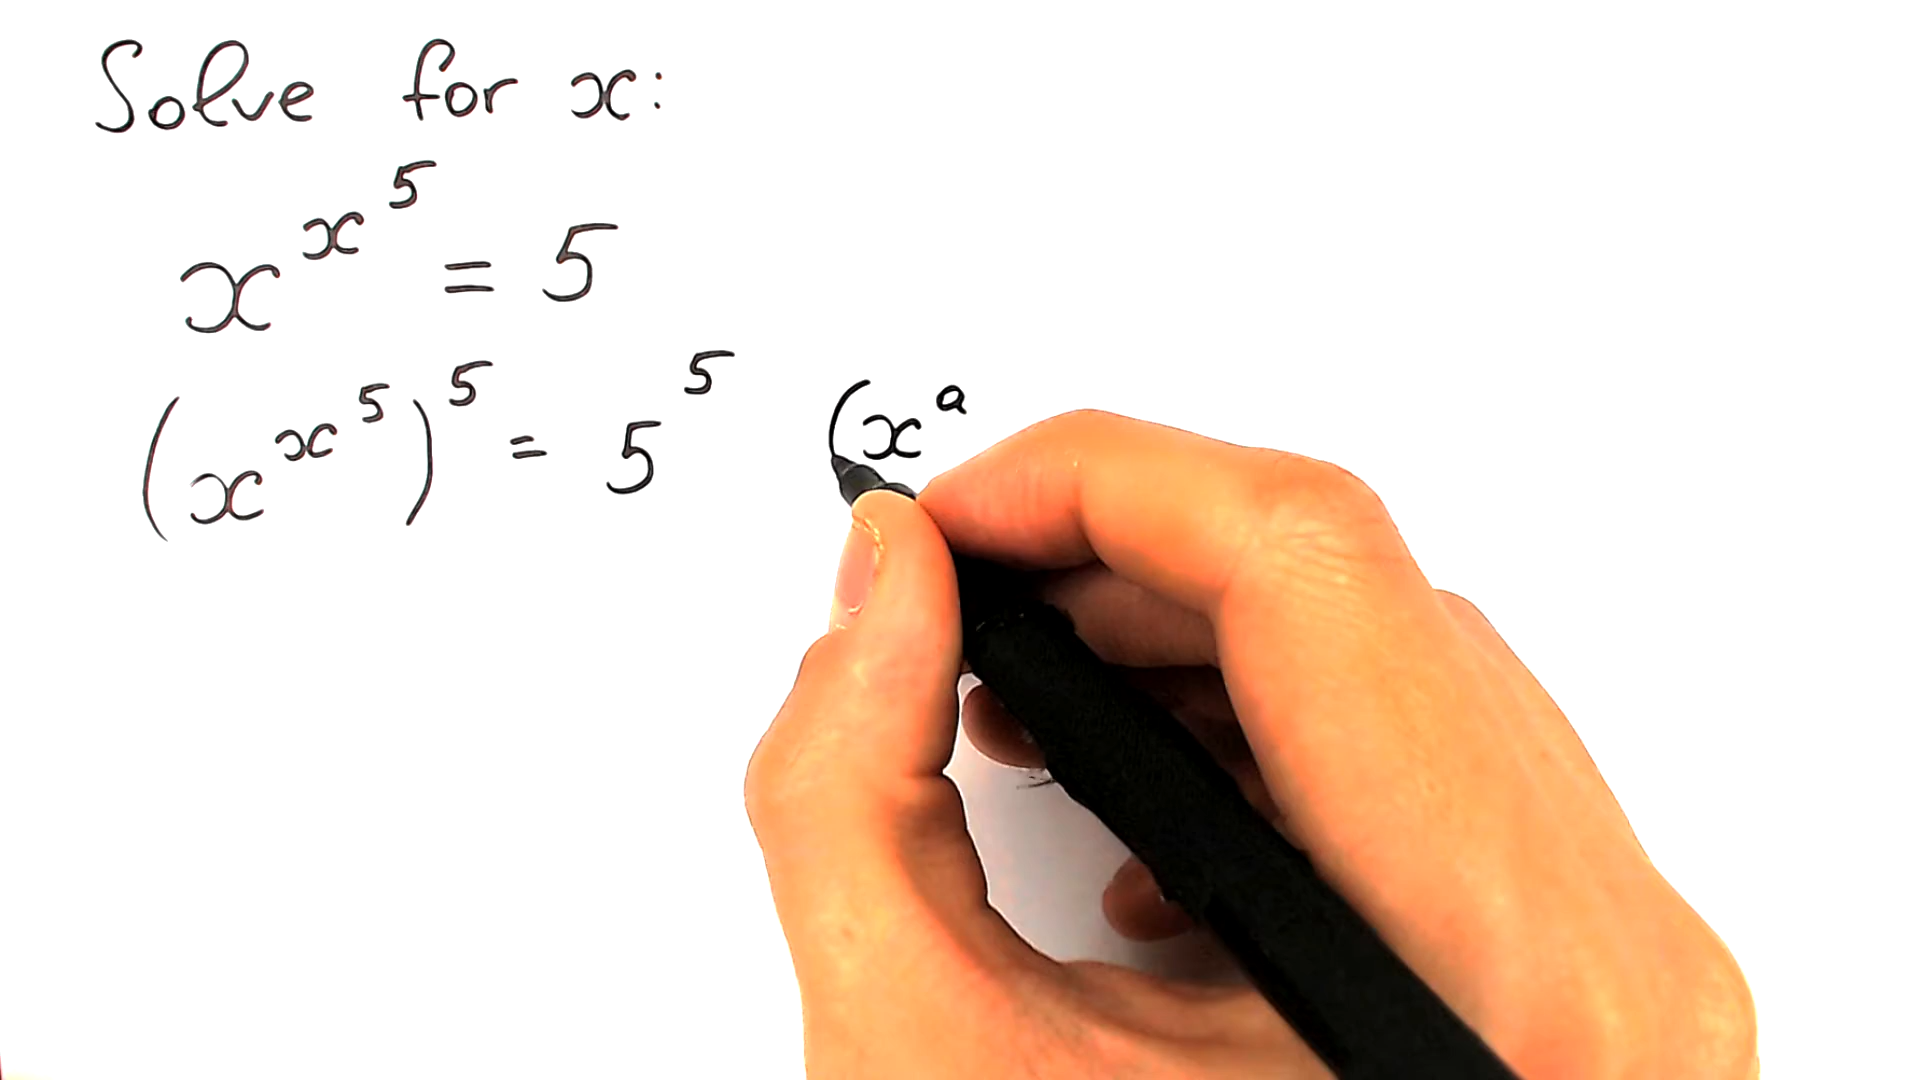 Solve for x:
x^{x^5} = 5
(x^{x^5})^5 = 5^5 (x^a